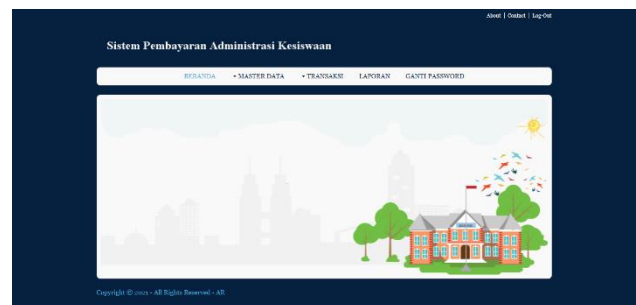 About | Contact | Log-Out
Sistem Pembayaran Administrasi Kesiswaan
BERANDA MASTER DATA TRANSAKSI LAPORAN GANTI PASSWORD
Copyright © 2021 - All Rights Reserved - AR